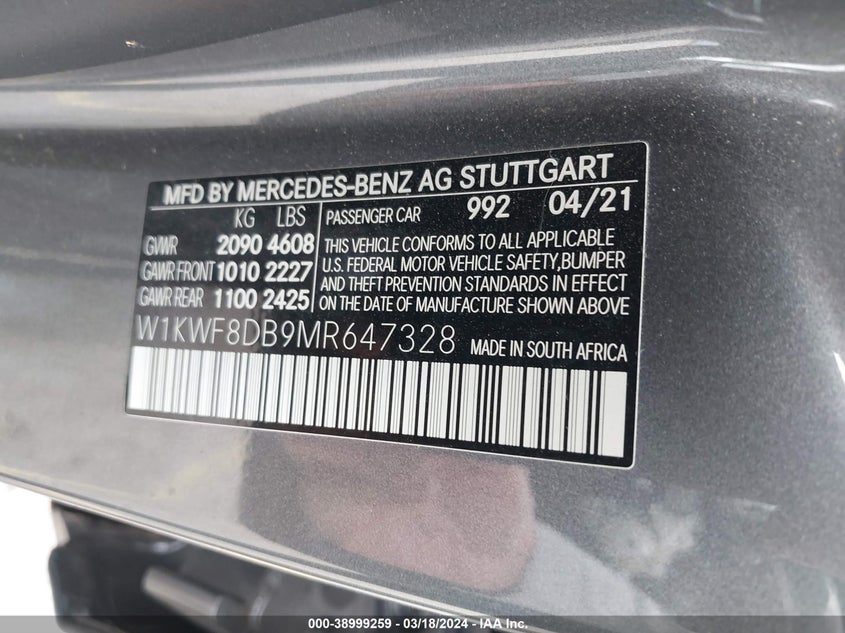 MFD BY MERCEDES-BENZ AG STUTTGART
KG LBS
GVWR 2090 4608
GAWR FRONT 1010 2227
GAWR REAR 1100 2425
PASSENGER CAR 992 04/21
THIS VEHICLE CONFORMS TO ALL APPLICABLE
U.S. FEDERAL MOTOR VEHICLE SAFETY,BUMPER
AND THEFT PREVENTION STANDARDS IN EFFECT
ON THE DATE OF MANUFACTURE SHOWN ABOVE
W1KWF8DB9MR647328 MADE IN SOUTH AFRICA
000-38999259 - 03/18/2024 - IAA Inc.